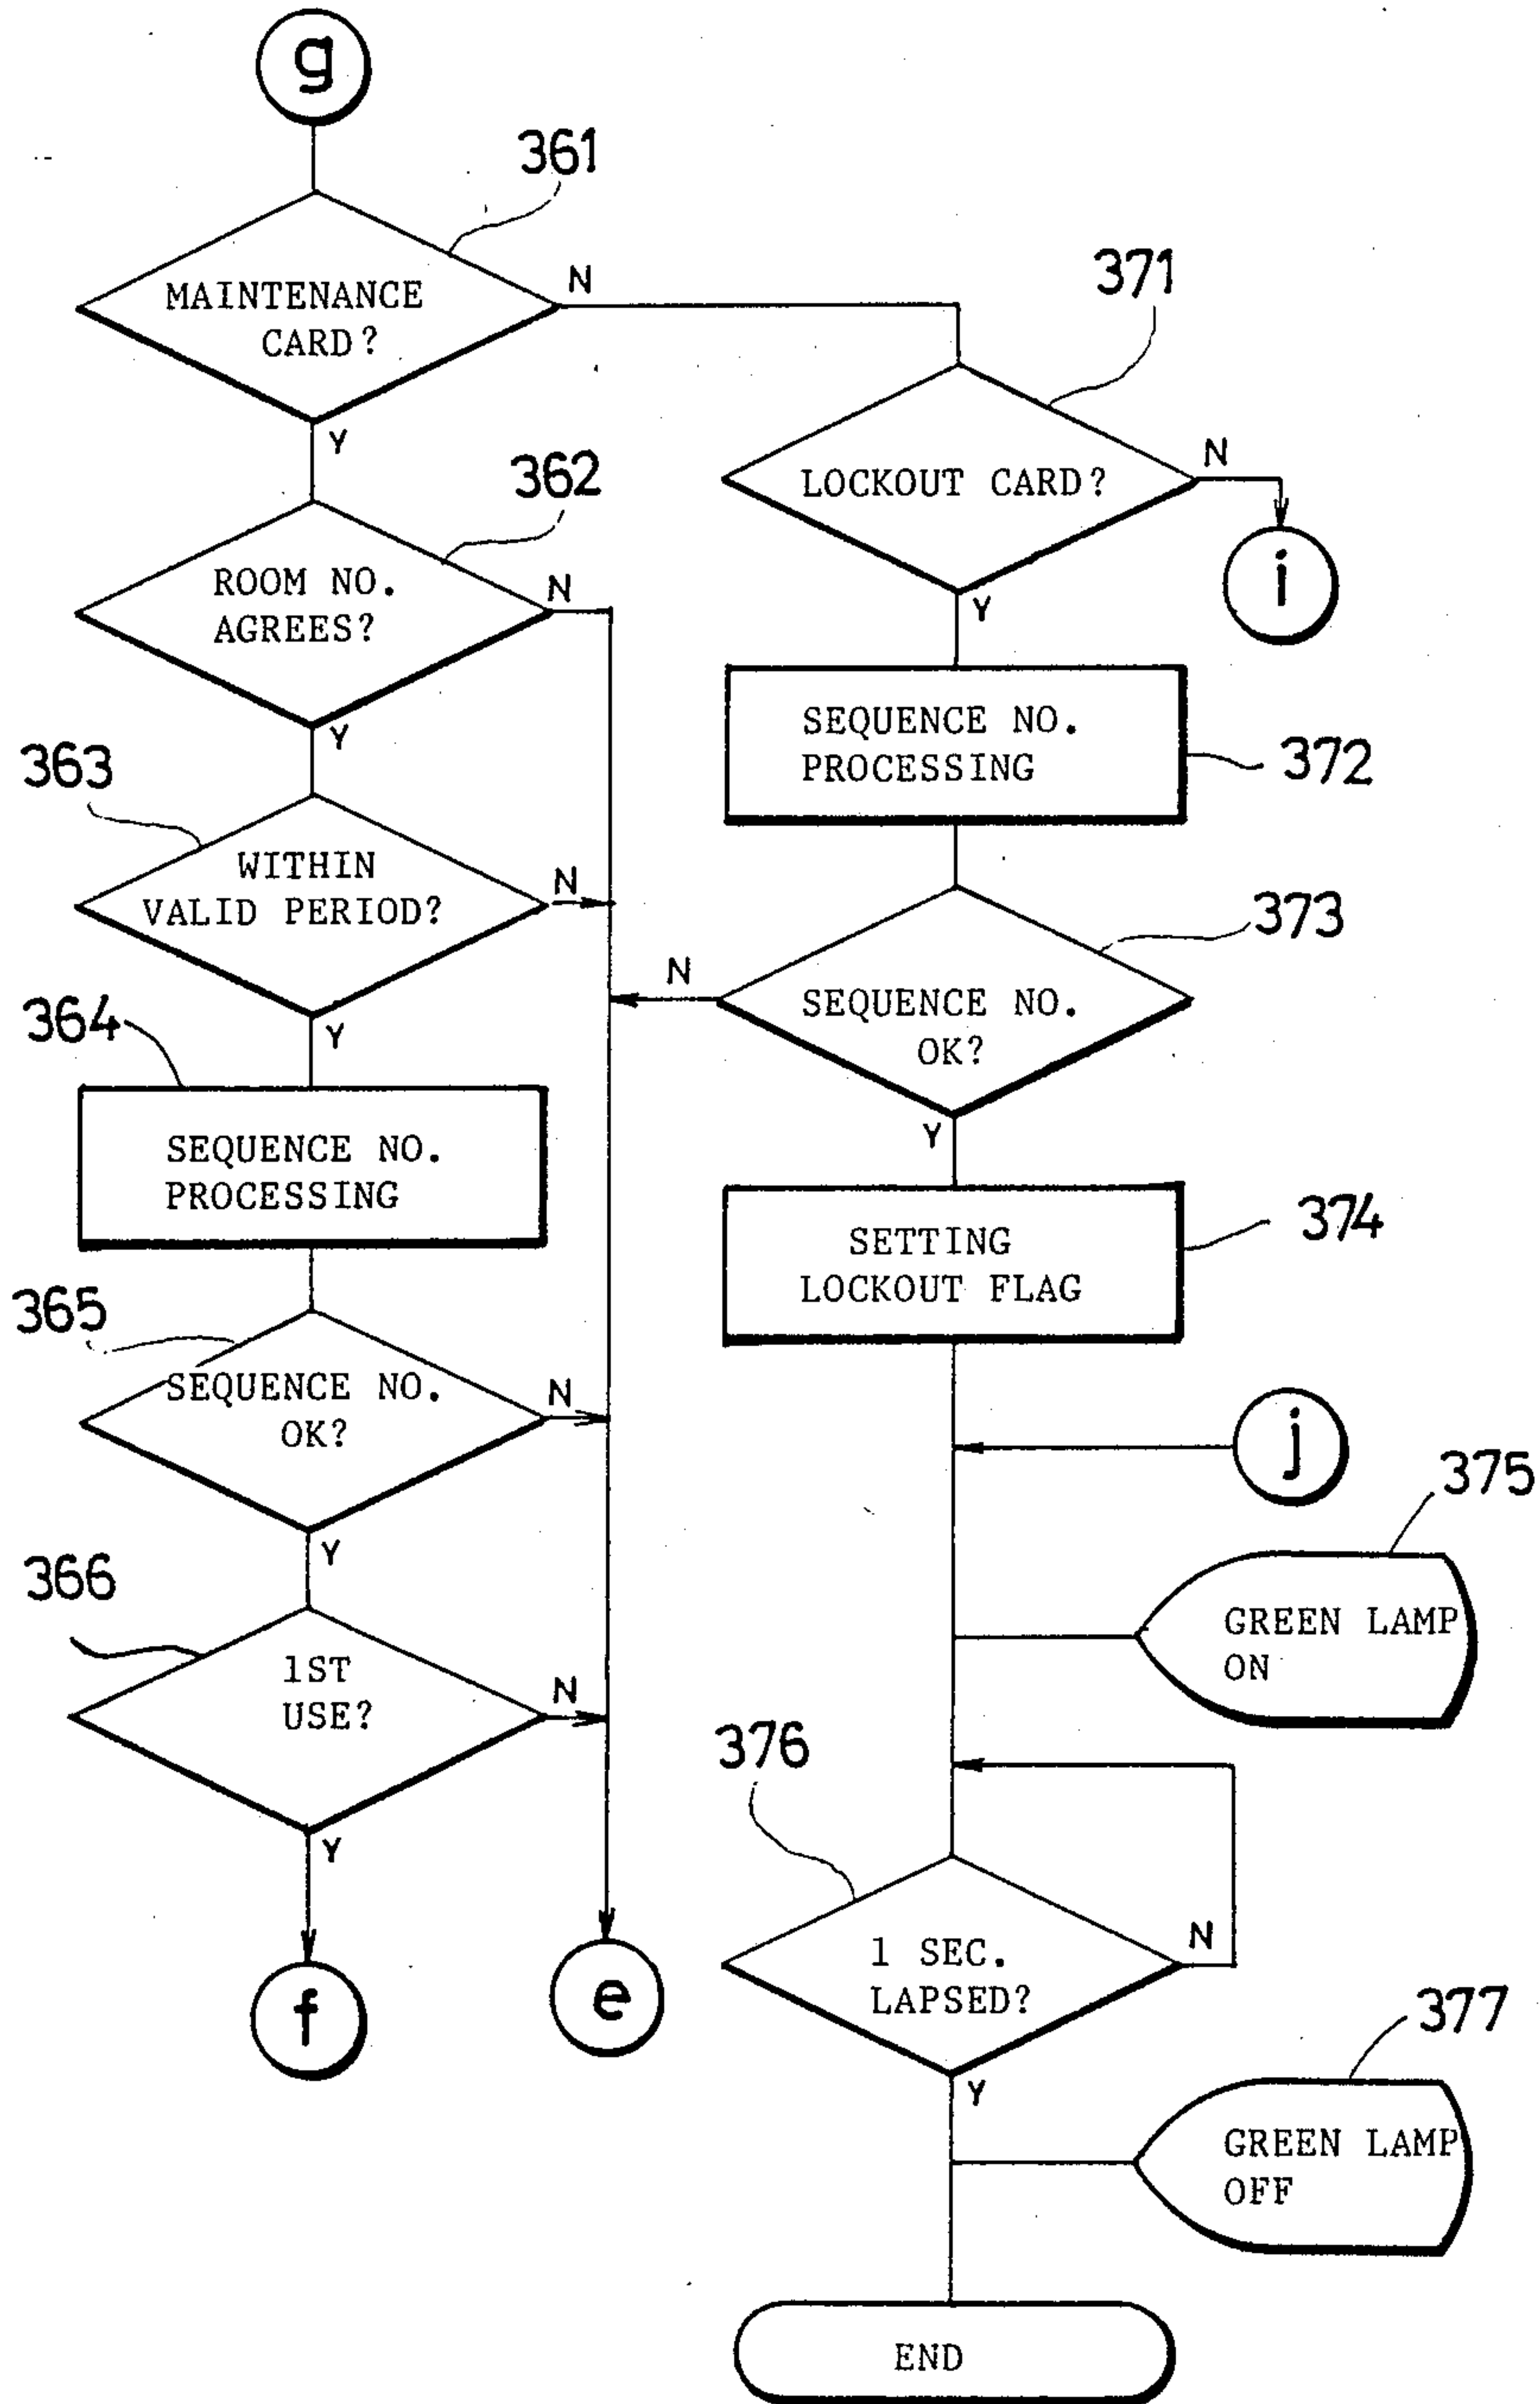 g
361
MAINTENANCE
CARD?
N
Y
362
ROOM NO.
AGREES?
N
Y
363
WITHIN
VALID PERIOD?
N
Y
364
SEQUENCE NO.
PROCESSING
365
SEQUENCE NO.
OK?
N
Y
366
1ST
USE?
N
Y
f
e
371
LOCKOUT CARD?
N
i
Y
SEQUENCE NO.
PROCESSING
372
373
N
SEQUENCE NO.
OK?
Y
SETTING
LOCKOUT FLAG
374
j
375
GREEN LAMP
ON
376
1 SEC.
LAPSED?
N
Y
377
GREEN LAMP
OFF
END